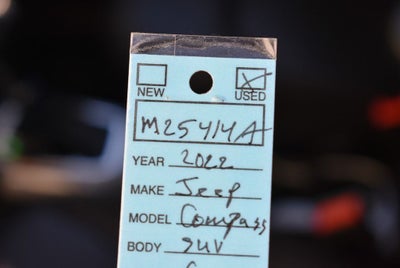 NEW USED
M25414A
YEAR 2022
MAKE Jeep
MODEL Compass
BODY SUV